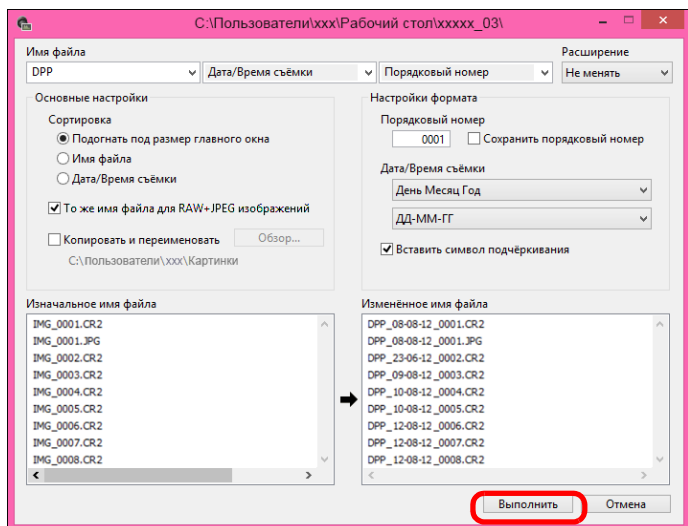 C:\Пользователи\xxx\Рабочий стол\xxxxx_03\
Имя файла
Расширение
DPP
Дата/Время съёмки
Порядковый номер
Не менять
Основные настройки
Сортировка
Подогнать под размер главного окна
Имя файла
Дата/Время съёмки
То же имя файла для RAW+JPEG изображений
Копировать и переименовать
Обзор...
C:\Пользователи\xxx\Картинки
Настройки формата
Порядковый номер
0001
Сохранить порядковый номер
Дата/Время съёмки
День Месяц Год
ДД-ММ-ГГ
Вставить символ подчёркивания
Изначальное имя файла
IMG_0001.CR2
IMG_0001.JPG
IMG_0002.CR2
IMG_0003.CR2
IMG_0004.CR2
IMG_0005.CR2
IMG_0006.CR2
IMG_0007.CR2
IMG_0008.CR2
Изменённое имя файла
DPP_08-08-12_0001.CR2
DPP_08-08-12_0001.JPG
DPP_23-06-12_0002.CR2
DPP_09-08-12_0003.CR2
DPP_10-08-12_0004.CR2
DPP_10-08-12_0005.CR2
DPP_12-08-12_0006.CR2
DPP_12-08-12_0007.CR2
DPP_12-08-12_0008.CR2
Выполнить
Отмена